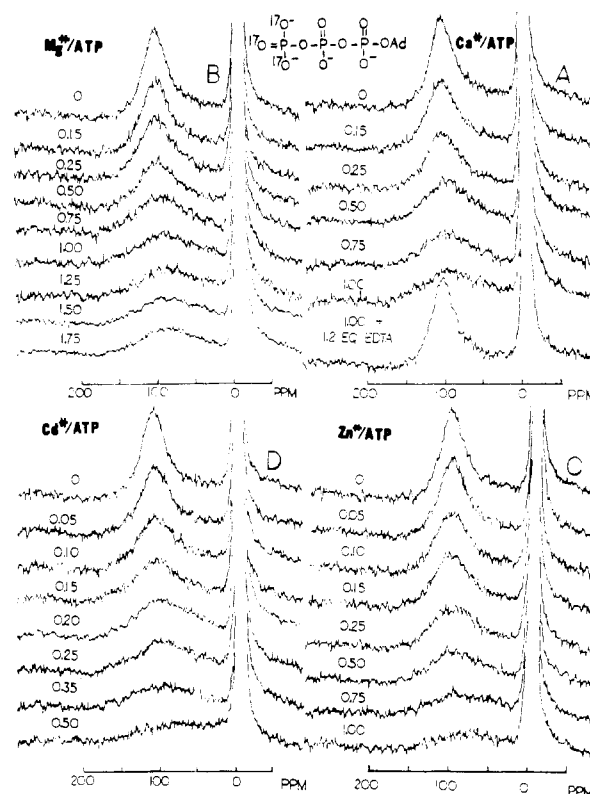 Mg⁺⁺/ATP
B
0
0.15
0.25
0.50
0.75
1.00
1.25
1.50
1.75
200 100 0 PPM
¹⁷O⁻ O O
¹⁷O=P-O-P-O-P-OAd
¹⁷O⁻ O⁻ O⁻
Ca⁺⁺/ATP
A
0
0.15
0.25
0.50
0.75
1.00
1.00 +
1.2 EQ EDTA
200 100 0 PPM
Cd⁺⁺/ATP
D
0
0.05
0.10
0.15
0.20
0.25
0.35
0.50
200 100 0 PPM
Zn⁺⁺/ATP
C
0
0.05
0.10
0.15
0.25
0.50
0.75
1.00
200 100 0 PPM